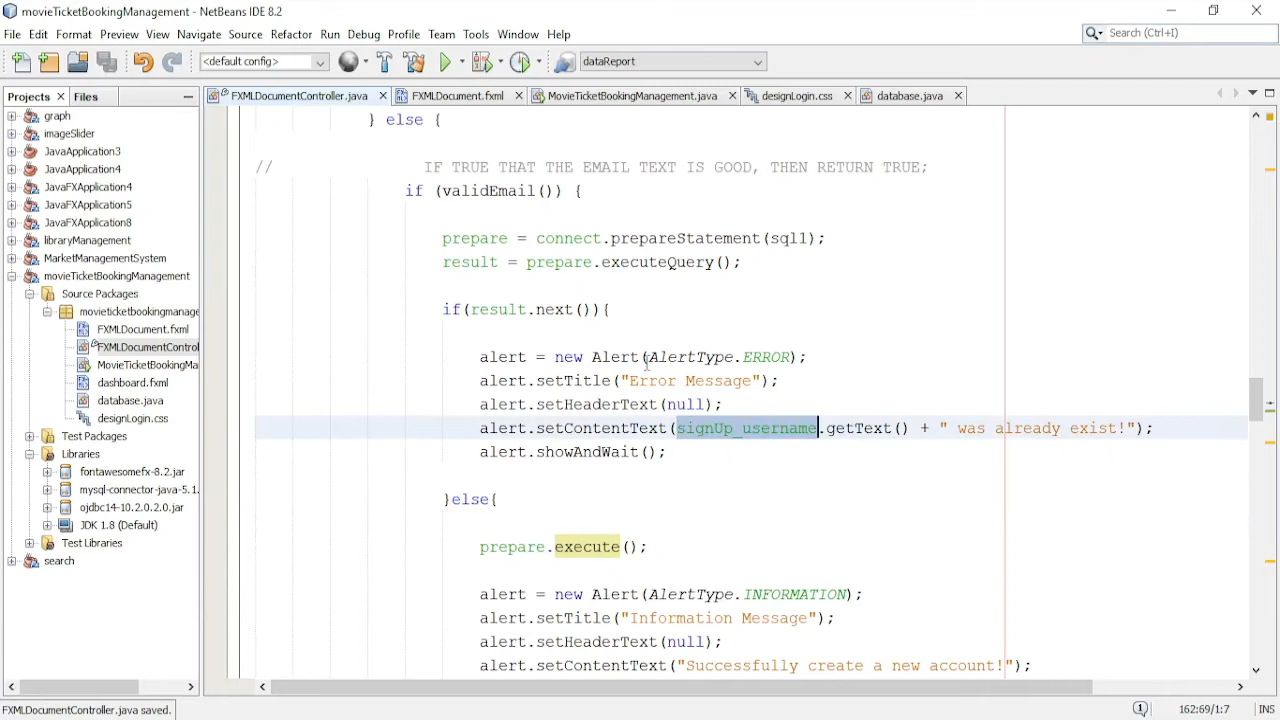 movieTicketBookingManagement - NetBeans IDE 8.2
File Edit Format Preview View Navigate Source Refactor Run Debug Profile Team Tools Window Help
Search (Ctrl+I)
<default config>
dataReport
Projects
Files
FXMLDocumentController.java
FXMLDocument.fxml
MovieTicketBookingManagement.java
designLogin.css
database.java
graph
imageSlider
JavaApplication3
JavaApplication4
JavaFXApplication4
JavaFXApplication5
JavaFXApplication8
libraryManagement
MarketManagementSystem
movieTicketBookingManagement
Source Packages
movieticketbookingmanage
FXMLDocument.fxml
FXMLDocumentControl
MovieTicketBookingMa
dashboard.fxml
database.java
designLogin.css
Test Packages
Libraries
fontawesomefx-8.2.jar
mysql-connector-java-5.1.
ojdbc14-10.2.0.2.0.jar
JDK 1.8 (Default)
Test Libraries
search
} else {
// IF TRUE THAT THE EMAIL TEXT IS GOOD, THEN RETURN TRUE;
if (validEmail()) {
prepare = connect.prepareStatement(sql1);
result = prepare.executeQuery();
if(result.next()){
alert = new Alert(AlertType.ERROR);
alert.setTitle("Error Message");
alert.setHeaderText(null);
alert.setContentText(signUp_username.getText() + " was already exist!");
alert.showAndWait();
}else{
prepare.execute();
alert = new Alert(AlertType.INFORMATION);
alert.setTitle("Information Message");
alert.setHeaderText(null);
alert.setContentText("Successfully create a new account!");
FXMLDocumentController.java saved.
1
162:69/1:7
INS